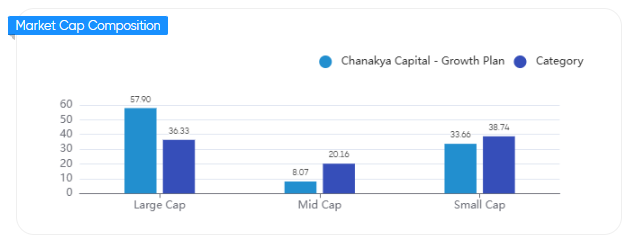 Market Cap Composition
Chanakya Capital - Growth Plan
Category
60
50
40
30
20
10
0
57.90
36.33
8.07
20.16
33.66
38.74
Large Cap
Mid Cap
Small Cap